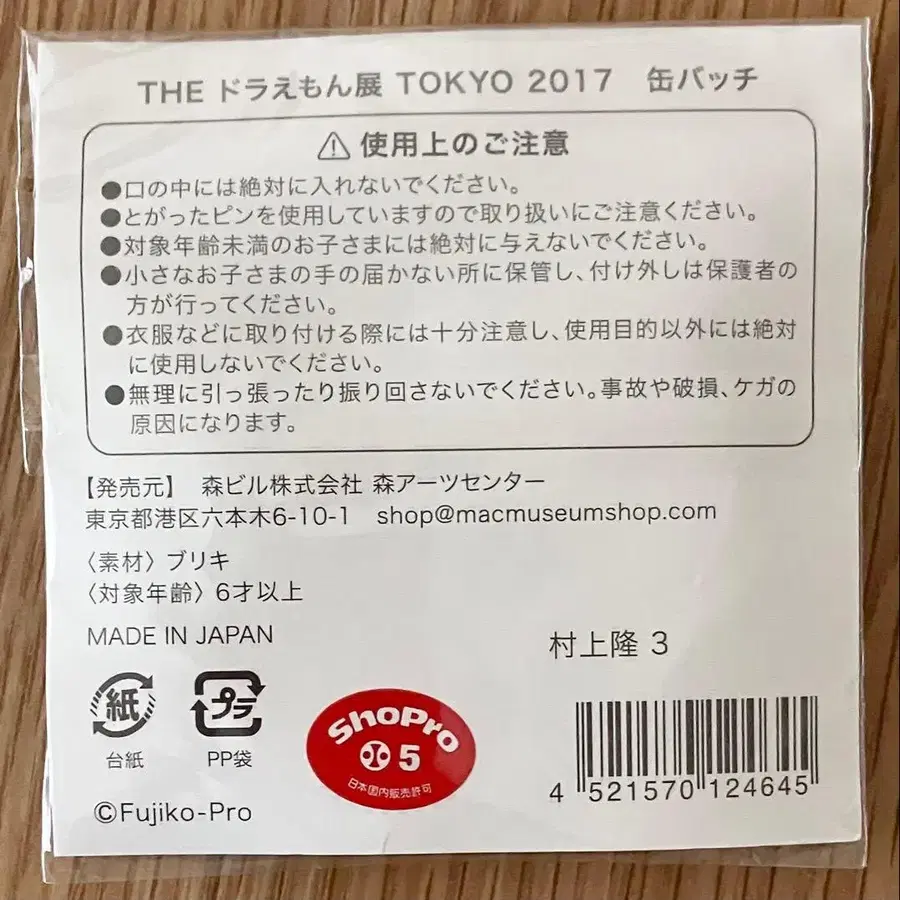 THE ドラえもん展 TOKYO 2017 缶バッチ
使用上のご注意
●口の中には絶対に入れないでください。
●とがったピンを使用していますので取り扱いにご注意ください。
●対象年齢未満のお子さまには絶対に与えないでください。
●小さなお子さまの手の届かない所に保管し、付け外しは保護者の
方が行ってください。
●衣服などに取り付ける際には十分注意し、使用目的以外には絶対
に使用しないでください。
●無理に引っ張ったり振り回さないでください。事故や破損、ケガの
原因になります。
【発売元】 森ビル株式会社 森アーツセンター
東京都港区六本木6-10-1 shop@macmuseumshop.com
〈素材〉ブリキ
〈対象年齢〉6才以上
MADE IN JAPAN
村上隆 3
紙
プラ
台紙
PP袋
ShoPro
5
日本国内販売許可
4 521570 124645
©Fujiko-Pro